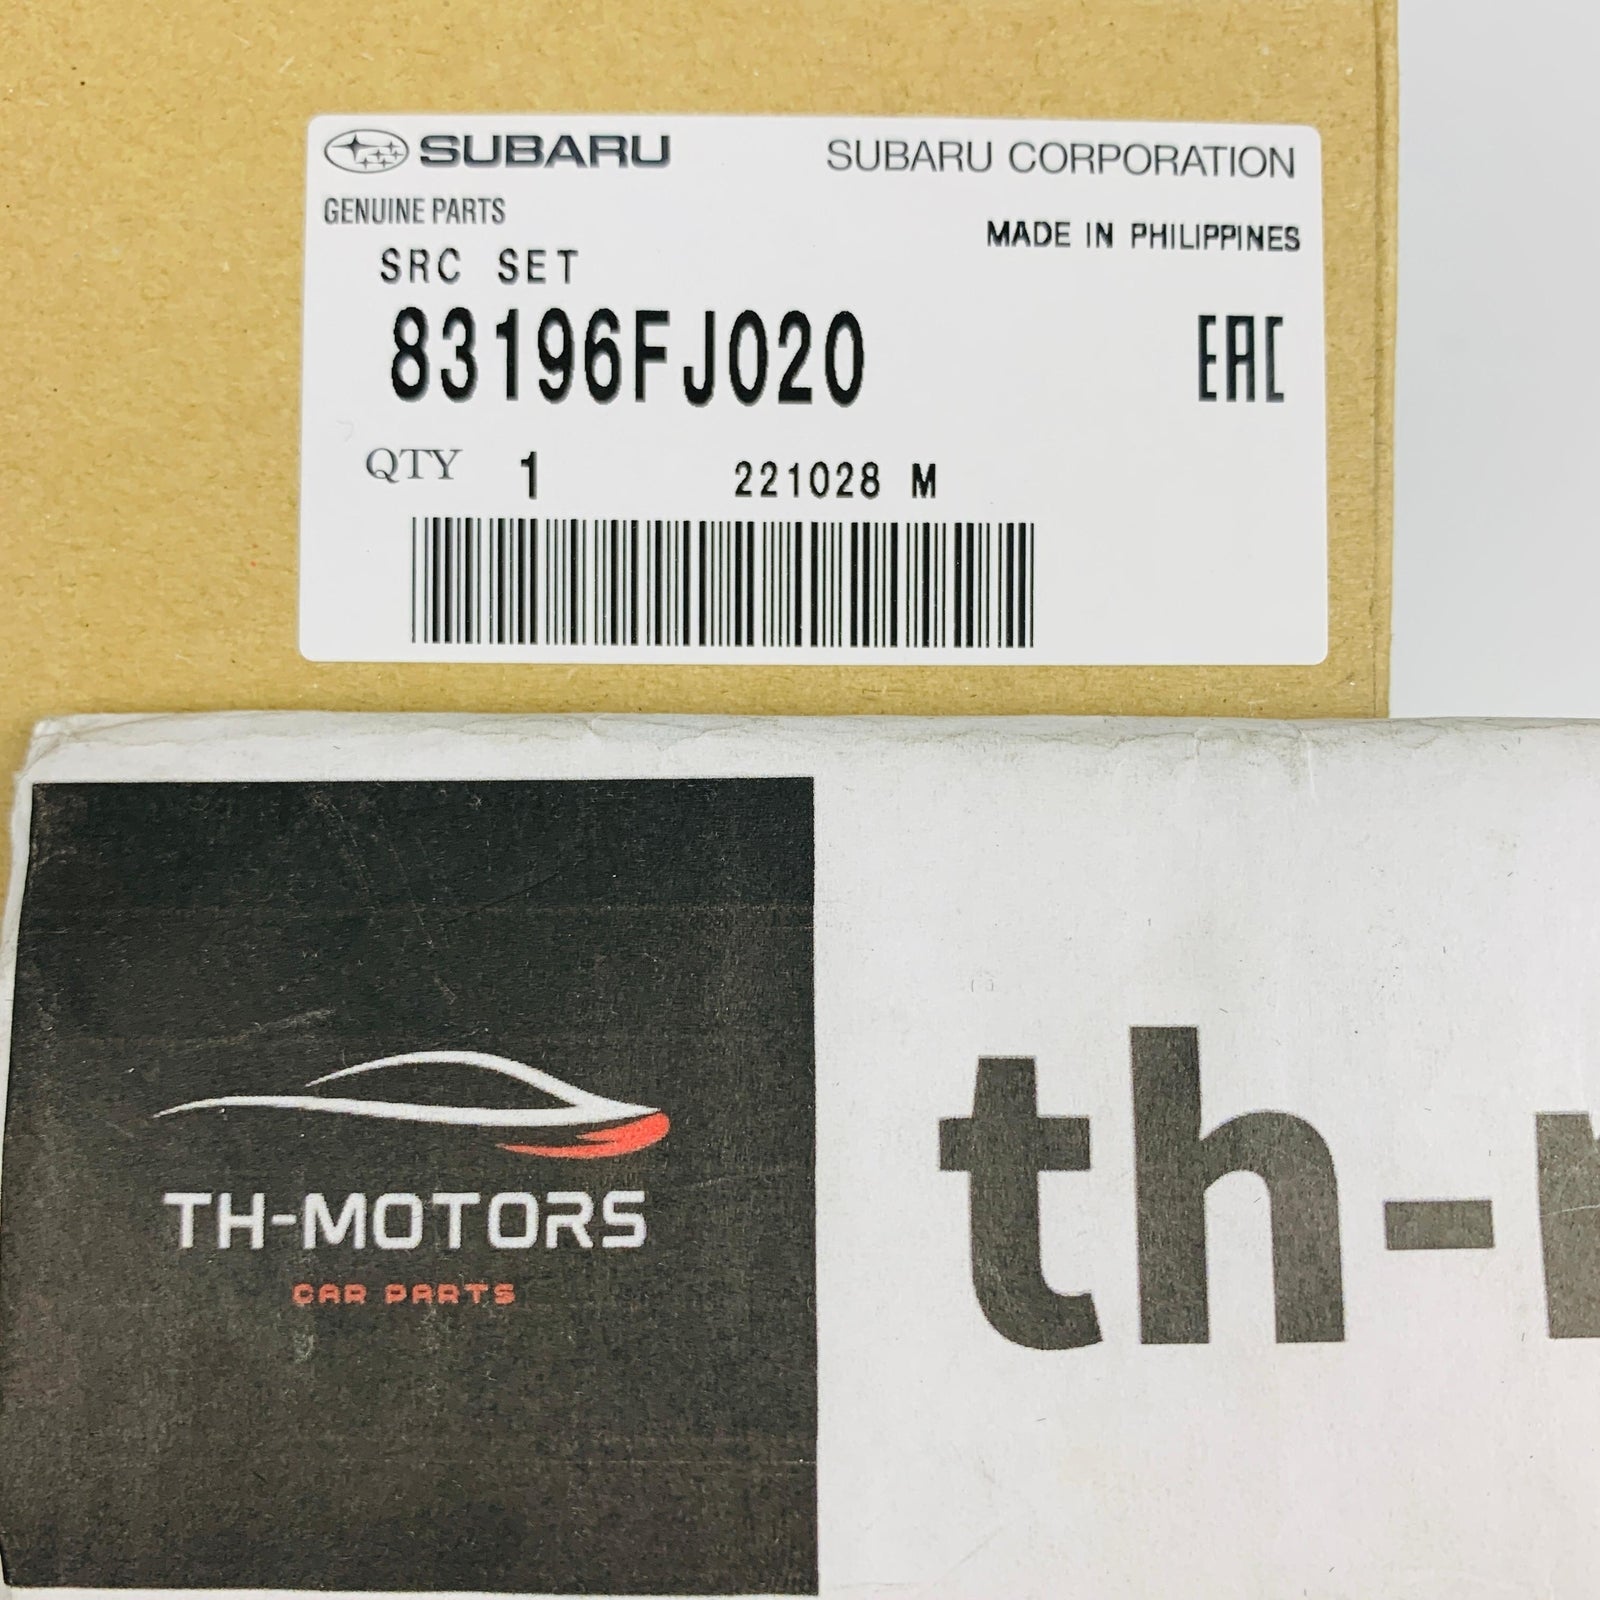 SUBARU SUBARU CORPORATION
GENUINE PARTS
MADE IN PHILIPPINES
SRC SET
83196FJ020
EAC
QTY 1 221028 M
TH-MOTORS
CAR PARTS
th-